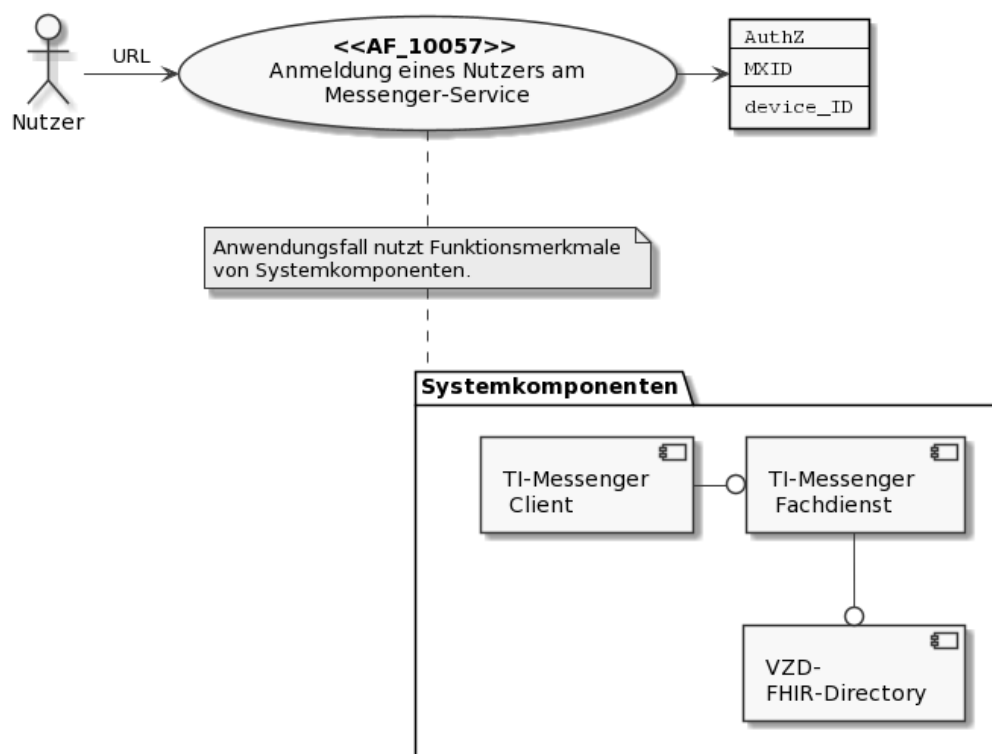 URL
Nutzer
<<AF_10057>>
Anmeldung eines Nutzers am
Messenger-Service
AuthZ
MXID
device_ID
Anwendungsfall nutzt Funktionsmerkmale
von Systemkomponenten.
Systemkomponenten
TI-Messenger
Client
TI-Messenger
Fachdienst
VZD-
FHIR-Directory